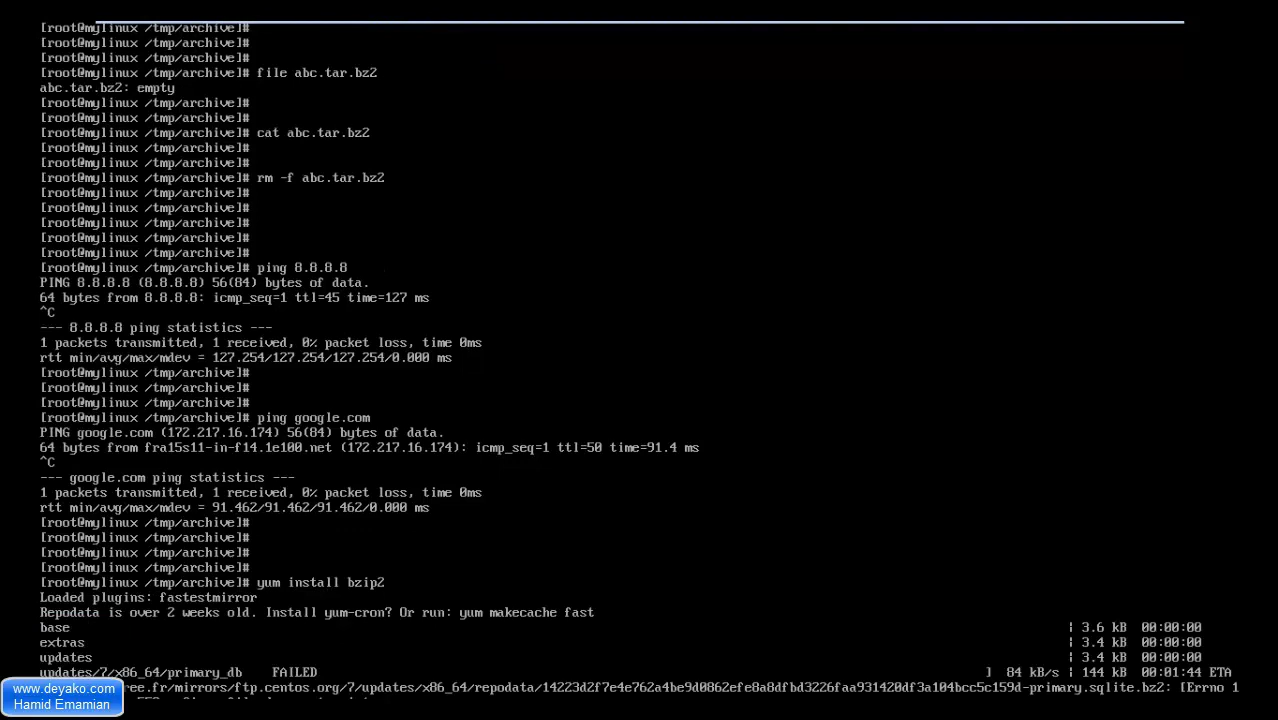 [root@mylinux /tmp/archive]#
[root@mylinux /tmp/archive]#
[root@mylinux /tmp/archive]#
[root@mylinux /tmp/archive]# file abc.tar.bz2
abc.tar.bz2: empty
[root@mylinux /tmp/archive]#
[root@mylinux /tmp/archive]#
[root@mylinux /tmp/archive]# cat abc.tar.bz2
[root@mylinux /tmp/archive]#
[root@mylinux /tmp/archive]#
[root@mylinux /tmp/archive]# rm -f abc.tar.bz2
[root@mylinux /tmp/archive]#
[root@mylinux /tmp/archive]#
[root@mylinux /tmp/archive]#
[root@mylinux /tmp/archive]#
[root@mylinux /tmp/archive]#
[root@mylinux /tmp/archive]# ping 8.8.8.8
PING 8.8.8.8 (8.8.8.8) 56(84) bytes of data.
64 bytes from 8.8.8.8: icmp_seq=1 ttl=45 time=127 ms
^C
--- 8.8.8.8 ping statistics ---
1 packets transmitted, 1 received, 0% packet loss, time 0ms
rtt min/avg/max/mdev = 127.254/127.254/127.254/0.000 ms
[root@mylinux /tmp/archive]#
[root@mylinux /tmp/archive]#
[root@mylinux /tmp/archive]#
[root@mylinux /tmp/archive]# ping google.com
PING google.com (172.217.16.174) 56(84) bytes of data.
64 bytes from fra15s11-in-f14.1e100.net (172.217.16.174): icmp_seq=1 ttl=50 time=91.4 ms
^C
--- google.com ping statistics ---
1 packets transmitted, 1 received, 0% packet loss, time 0ms
rtt min/avg/max/mdev = 91.462/91.462/91.462/0.000 ms
[root@mylinux /tmp/archive]#
[root@mylinux /tmp/archive]#
[root@mylinux /tmp/archive]#
[root@mylinux /tmp/archive]# yum install bzip2
Loaded plugins: fastestmirror
Repodata is over 2 weeks old. Install yum-cron? Or run: yum makecache fast
base | 3.6 kB 00:00:00
extras | 3.4 kB 00:00:00
updates | 3.4 kB 00:00:00
updates/7/x86_64/primary_db FAILED ] 84 kB/s | 144 kB 00:01:44 ETA
ree.fr/mirrors/ftp.centos.org/7/updates/x86_64/repodata/14223d2f7e4e762a4be9d0862efe8a8dfbd3226faa931420df3a104bcc5c159d-primary.sqlite.bz2: [Errno 1
www.deyako.com
Hamid Emamian